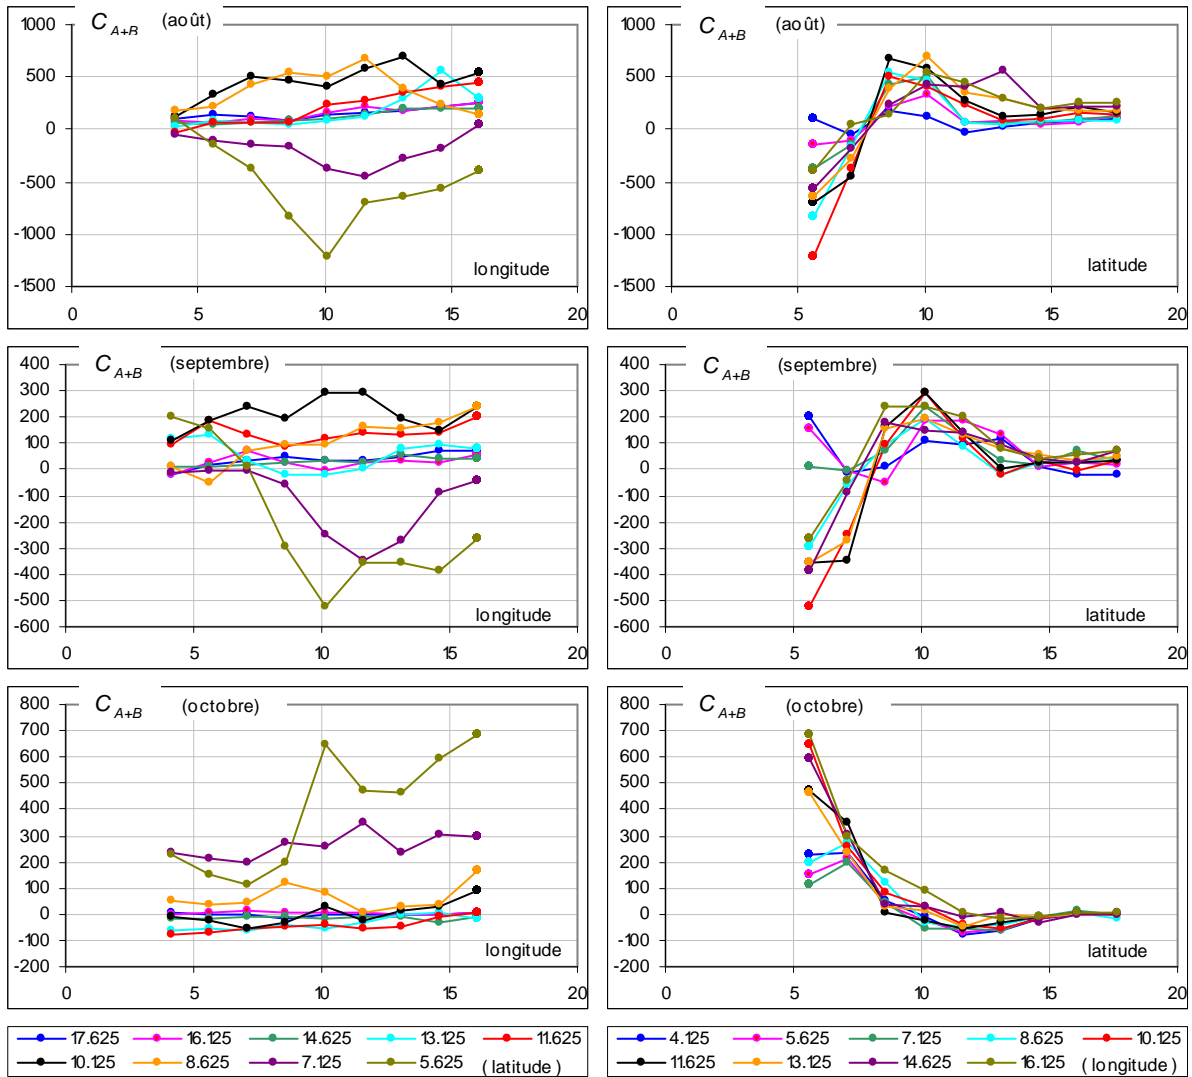 C A+B (août)
1000
500
0
-500
-1000
-1500
longitude
0 5 10 15 20
C A+B (août)
1000
500
0
-500
-1000
-1500
latitude
0 5 10 15 20
C A+B (septembre)
400
300
200
100
0
-100
-200
-300
-400
-500
-600
longitude
0 5 10 15 20
C A+B (septembre)
400
300
200
100
0
-100
-200
-300
-400
-500
-600
latitude
0 5 10 15 20
C A+B (octobre)
800
700
600
500
400
300
200
100
0
-100
-200
longitude
0 5 10 15 20
C A+B (octobre)
800
700
600
500
400
300
200
100
0
-100
-200
latitude
0 5 10 15 20
17.625 16.125 14.625 13.125 11.625
10.125 8.625 7.125 5.625 (latitude)
4.125 5.625 7.125 8.625 10.125
11.625 13.125 14.625 16.125 (longitude)